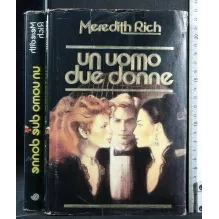 Meredith Rich
un uomo
due donne
Meredith
Rich
un uomo due donne